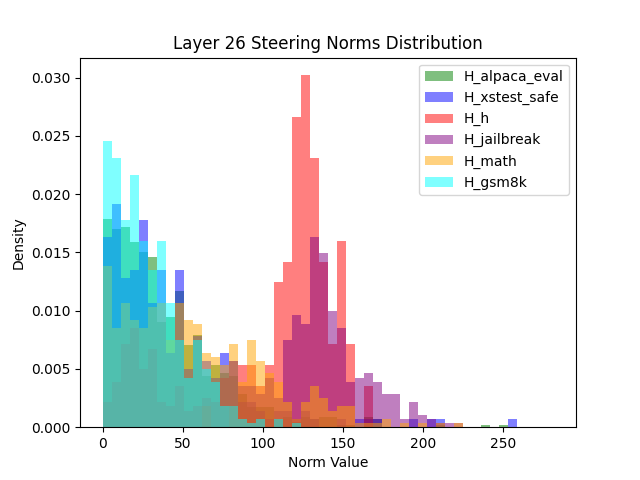 Layer 26 Steering Norms Distribution
Density
0.030
0.025
0.020
0.015
0.010
0.005
0.000
H_alpaca_eval
H_xstest_safe
H_h
H_jailbreak
H_math
H_gsm8k
0 50 100 150 200 250
Norm Value